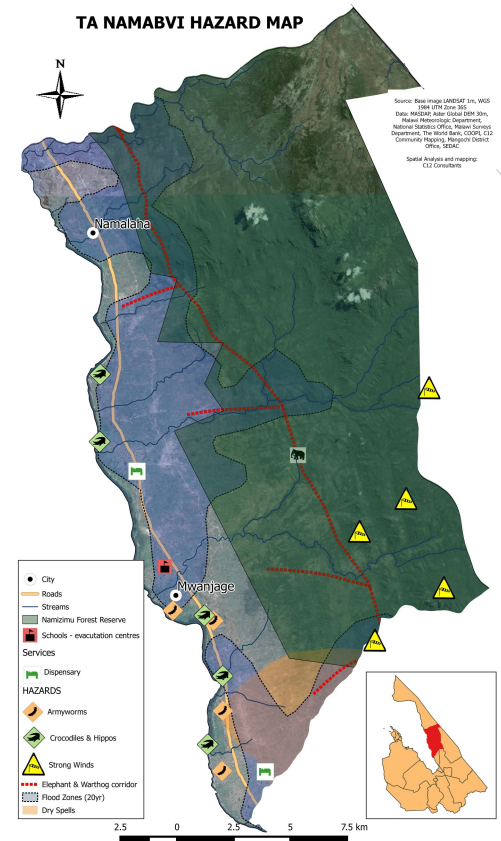 TA NAMABVI HAZARD MAP
N
Source: Base image LANDSAT 1m, WGS
1984 UTM Zone 36S
Data: MASDAP, Aster Global DEM 30m,
Malawi Meteorologic Department,
National Statistics Office, Malawi Surveys
Department, The World Bank, COOPI, C12
Community Mapping, Mangochi District
Office, SEDAC
Spatial Analysis and mapping:
C12 Consultants
Namalaha
Mwanjage
City
Roads
Streams
Namizimu Forest Reserve
Schools - evacutation centres
Services
Dispensary
HAZARDS
Armyworms
Crocodiles & Hippos
Strong Winds
Elephant & Warthog corridor
Flood Zones (20yr)
Dry Spells
2.5 0 2.5 5 7.5 km